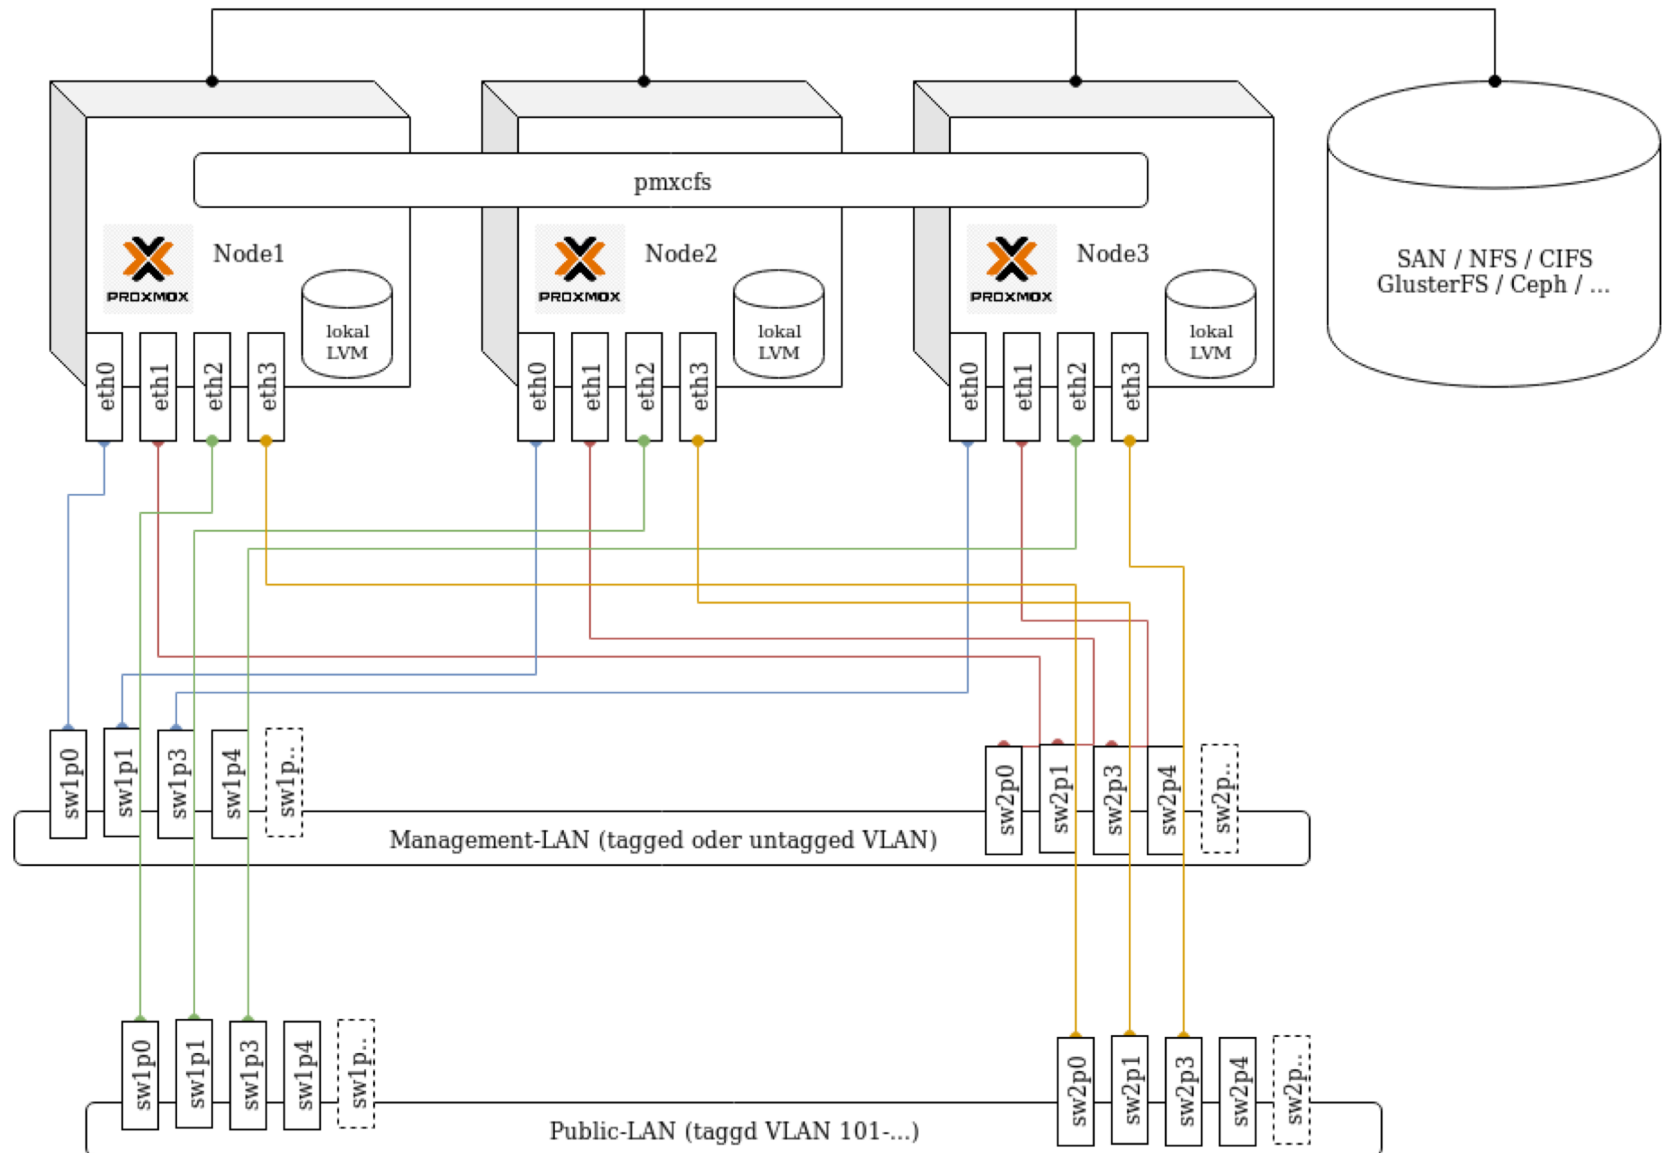 pmxcfs
PROXMOX
Node1
PROXMOX
Node2
PROXMOX
Node3
lokal
LVM
lokal
LVM
lokal
LVM
SAN / NFS / CIFS
GlusterFS / Ceph / ...
eth0
eth1
eth2
eth3
eth0
eth1
eth2
eth3
eth0
eth1
eth2
eth3
sw1p0
sw1p1
sw1p3
sw1p4
sw1p..
sw2p0
sw2p1
sw2p3
sw2p4
sw2p..
Management-LAN (tagged oder untagged VLAN)
sw1p0
sw1p1
sw1p3
sw1p4
sw1p..
sw2p0
sw2p1
sw2p3
sw2p4
sw2p..
Public-LAN (taggd VLAN 101-...)